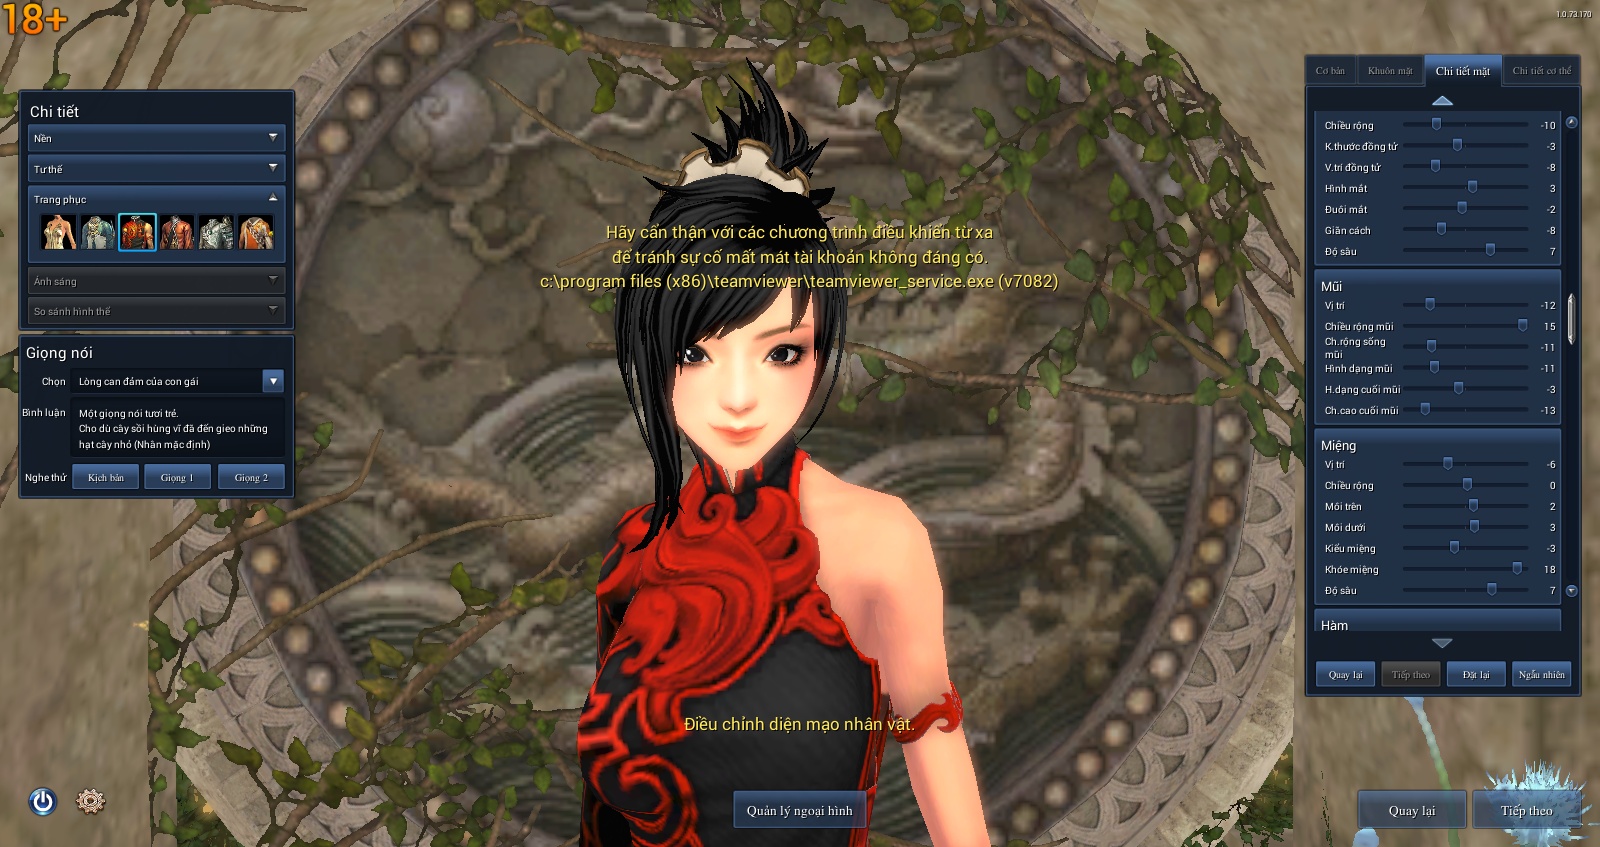 18+
1.0.73.170
Chi tiết
Nền
Tư thế
Trang phục
Ánh sáng
So sánh hình thể
Giọng nói
Chọn
Lòng can đảm của con gái
Bình luận
Một giọng nói tươi trẻ.
Cho dù cây sồi hùng vĩ đã đến gieo những
hạt cây nhỏ (Nhân mặc định)
Nghe thử
Kịch bản
Giọng 1
Giọng 2
Hãy cẩn thận với các chương trình điều khiển từ xa
để tránh sự cố mất mát tài khoản không đáng có.
c:\program files (x86)\teamviewer\teamviewer_service.exe (v7082)
Điều chỉnh diện mạo nhân vật.
Quản lý ngoại hình
Cơ bản
Khuôn mặt
Chi tiết mặt
Chi tiết cơ thể
Chiều rộng -10
K.thước đồng tử -3
V.trí đồng tử -8
Hình mắt 3
Đuôi mắt -2
Giãn cách -8
Độ sâu 7
Mũi
Vị trí -12
Chiều rộng mũi 15
Ch.rộng sống
mũi -11
Hình dạng mũi -11
H.dạng cuối mũi -3
Ch.cao cuối mũi -13
Miệng
Vị trí -6
Chiều rộng 0
Môi trên 2
Môi dưới 3
Kiểu miệng -3
Khóe miệng 18
Độ sâu 7
Hàm
Quay lại
Tiếp theo
Đặt lại
Ngẫu nhiên
Quay lại
Tiếp theo